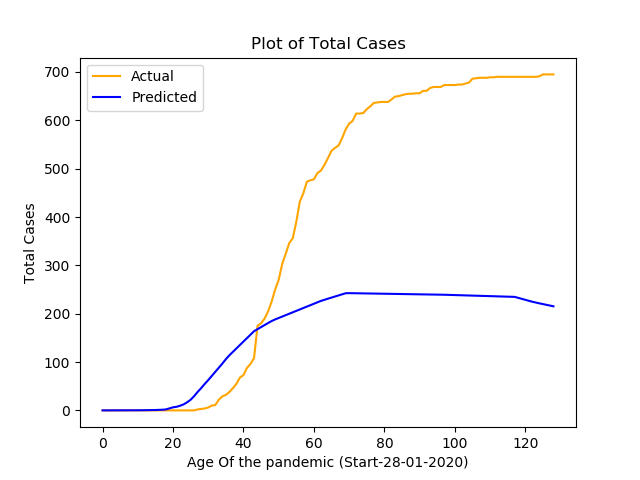 Plot of Total Cases
Actual
Predicted
Total Cases
700
600
500
400
300
200
100
0
0 20 40 60 80 100 120
Age Of the pandemic (Start-28-01-2020)